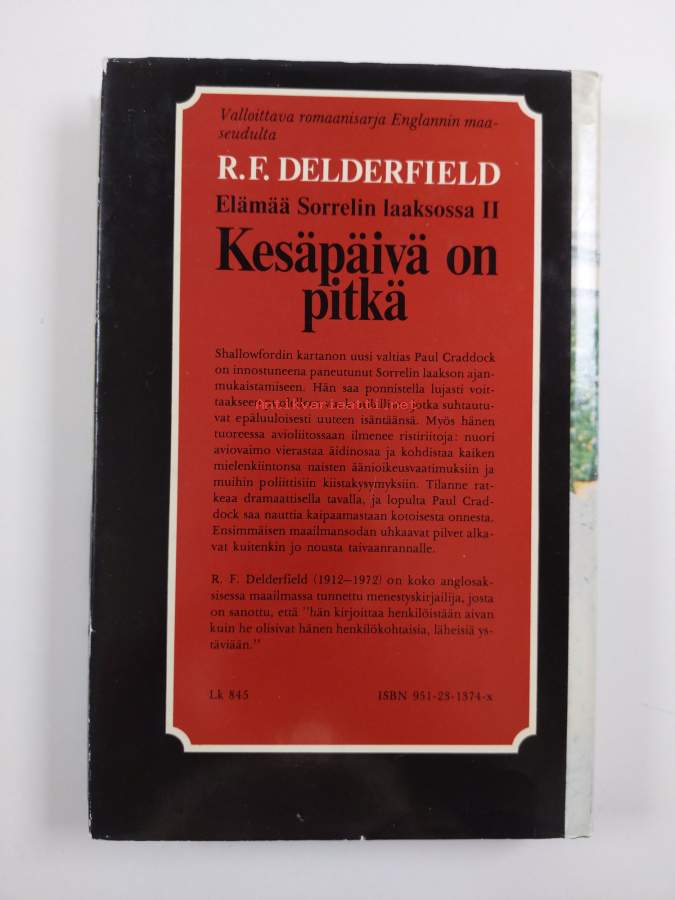 Valloittava romaanisarja Englannin maa-
seudulta
R.F. DELDERFIELD
Elämää Sorrelin laaksossa II
Kesäpäivä on
pitkä
Shallowfordin kartanon uusi valtias Paul Craddock
on innostuneena paneutunut Sorrelin laakson ajan-
mukaistamiseen. Hän saa ponnistella lujasti voit-
taakseen jotka suhtautu-
Antikvariaatti.net
vat epäluuloisesti uuteen isäntäänsä. Myös hänen
tuoreessa avioliitossaan ilmenee ristiriitoja: nuori
aviovaimo vierastaa äidinosaa ja kohdistaa kaiken
mielenkiintonsa naisten äänioikeusvaatimuksiin ja
muihin poliittisiin kiistakysymyksiin. Tilanne rat-
keaa dramaattisella tavalla, ja lopulta Paul Crad-
dock saa nauttia kaipaamastaan kotoisesta onnesta.
Ensimmäisen maailmansodan uhkaavat pilvet alka-
vat kuitenkin jo nousta taivaanrannalle.
R. F. Delderfield (1912—1972) on koko anglosak-
sisessa maailmassa tunnettu menestyskirjailija, josta
on sanottu, että "hän kirjoittaa henkilöistään aivan
kuin he olisivat hänen henkilökohtaisia, läheisiä ys-
täviään."
Lk 845 ISBN 951-23-1374-x